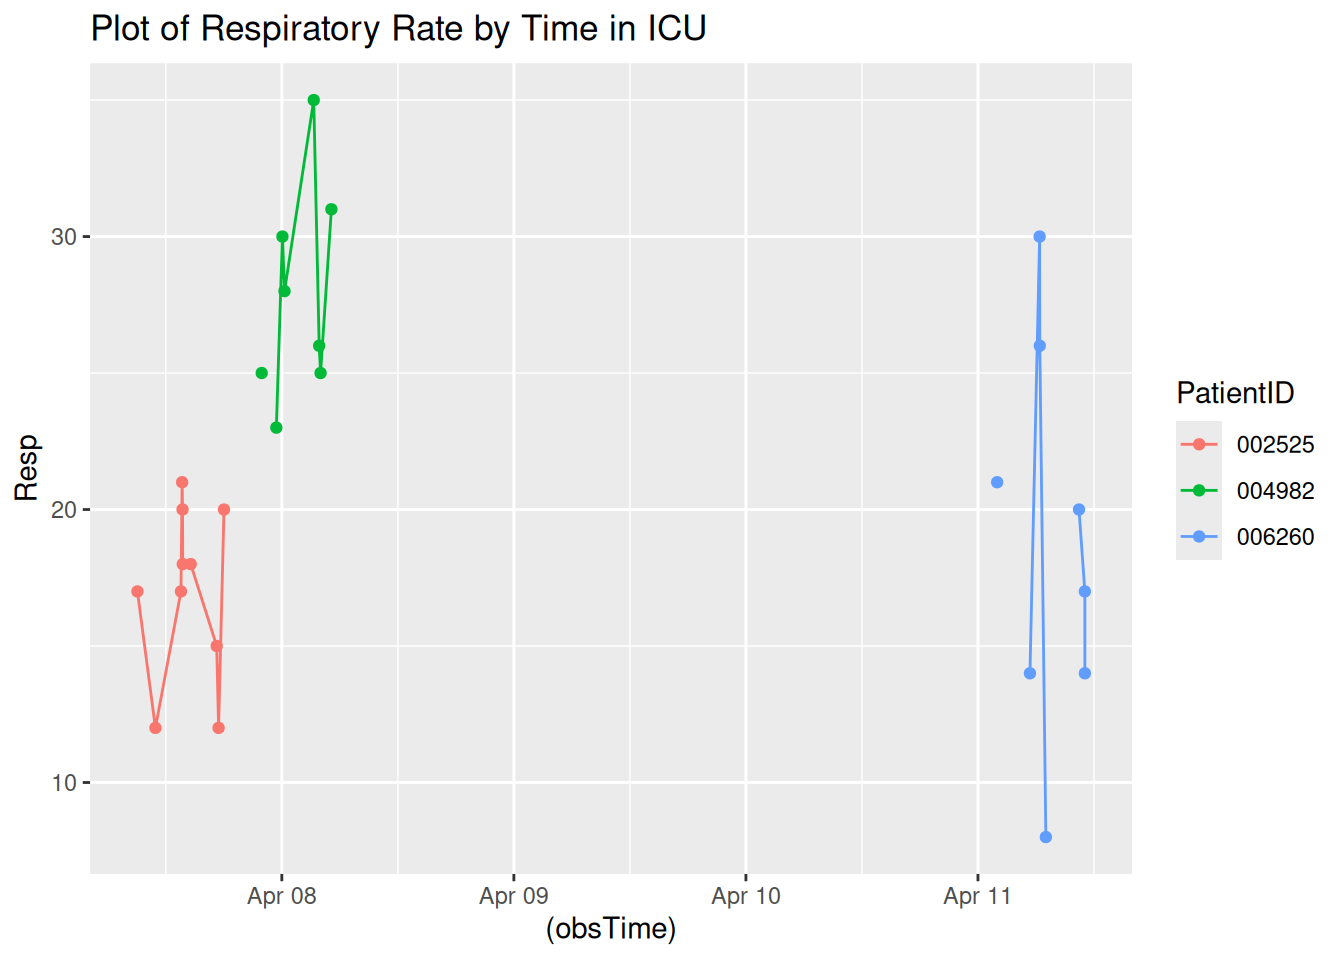 Plot of Respiratory Rate by Time in ICU
Resp
30
20
10
Apr 08
Apr 09
Apr 10
Apr 11
(obsTime)
PatientID
002525
004982
006260